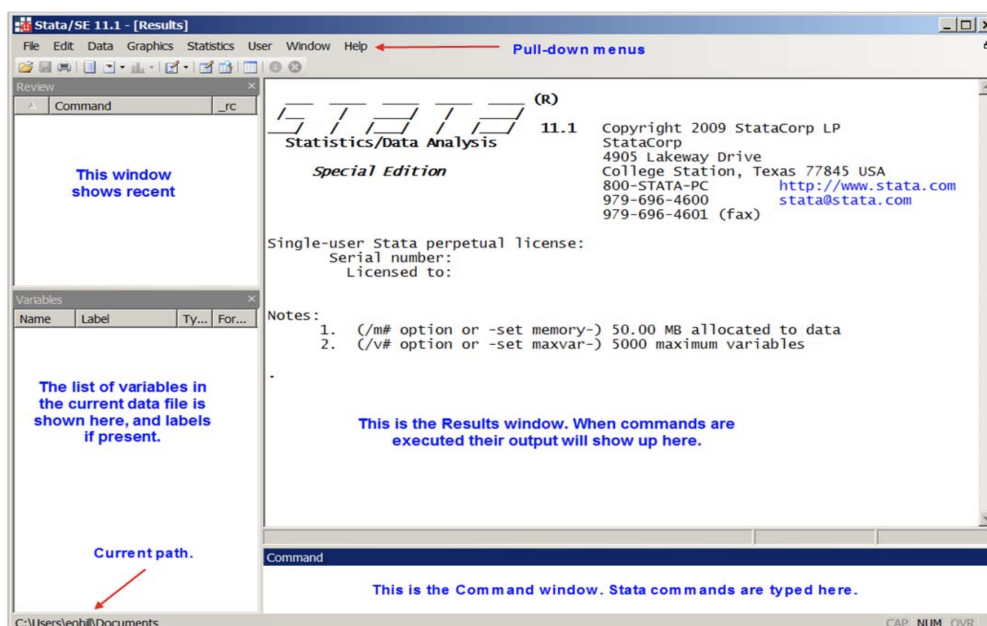 Stata/SE 11.1 - [Results]
File Edit Data Graphics Statistics User Window Help
Pull-down menus
Review
Command _rc
This window
shows recent
Variables
Name Label Ty... For...
The list of variables in
the current data file is
shown here, and labels
if present.
Current path.
C:\Users\eohill\Documents
STATA (R)
11.1 Copyright 2009 StataCorp LP
Statistics/Data Analysis StataCorp
4905 Lakeway Drive
Special Edition College Station, Texas 77845 USA
800-STATA-PC http://www.stata.com
979-696-4600 stata@stata.com
979-696-4601 (fax)
Single-user Stata perpetual license:
Serial number:
Licensed to:
Notes:
1. (/m# option or -set memory-) 50.00 MB allocated to data
2. (/v# option or -set maxvar-) 5000 maximum variables
.
This is the Results window. When commands are
executed their output will show up here.
Command
This is the Command window. Stata commands are typed here.
CAP NUM OVR